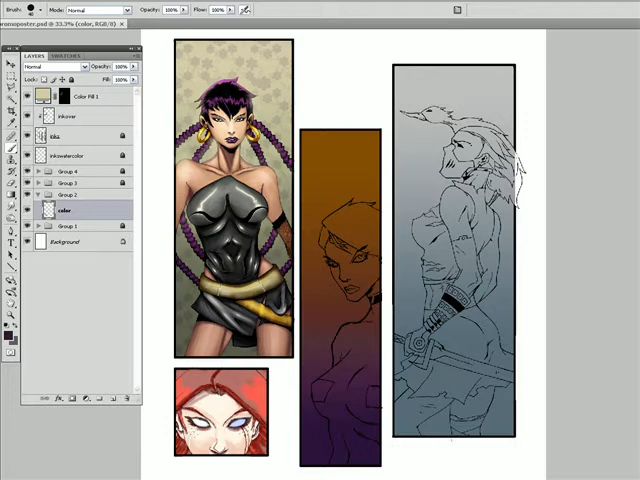 Brush: Mode: Normal Opacity: 100% Flow: 100%
promoposter.psd @ 33.3% (color, RGB/8)
LAYERS SWATCHES
Normal Opacity: 100%
Lock: Fill: 100%
Color Fill 1
inkover
inks
inkswatercolor
Group 4
Group 3
Group 2
color
Group 1
Background